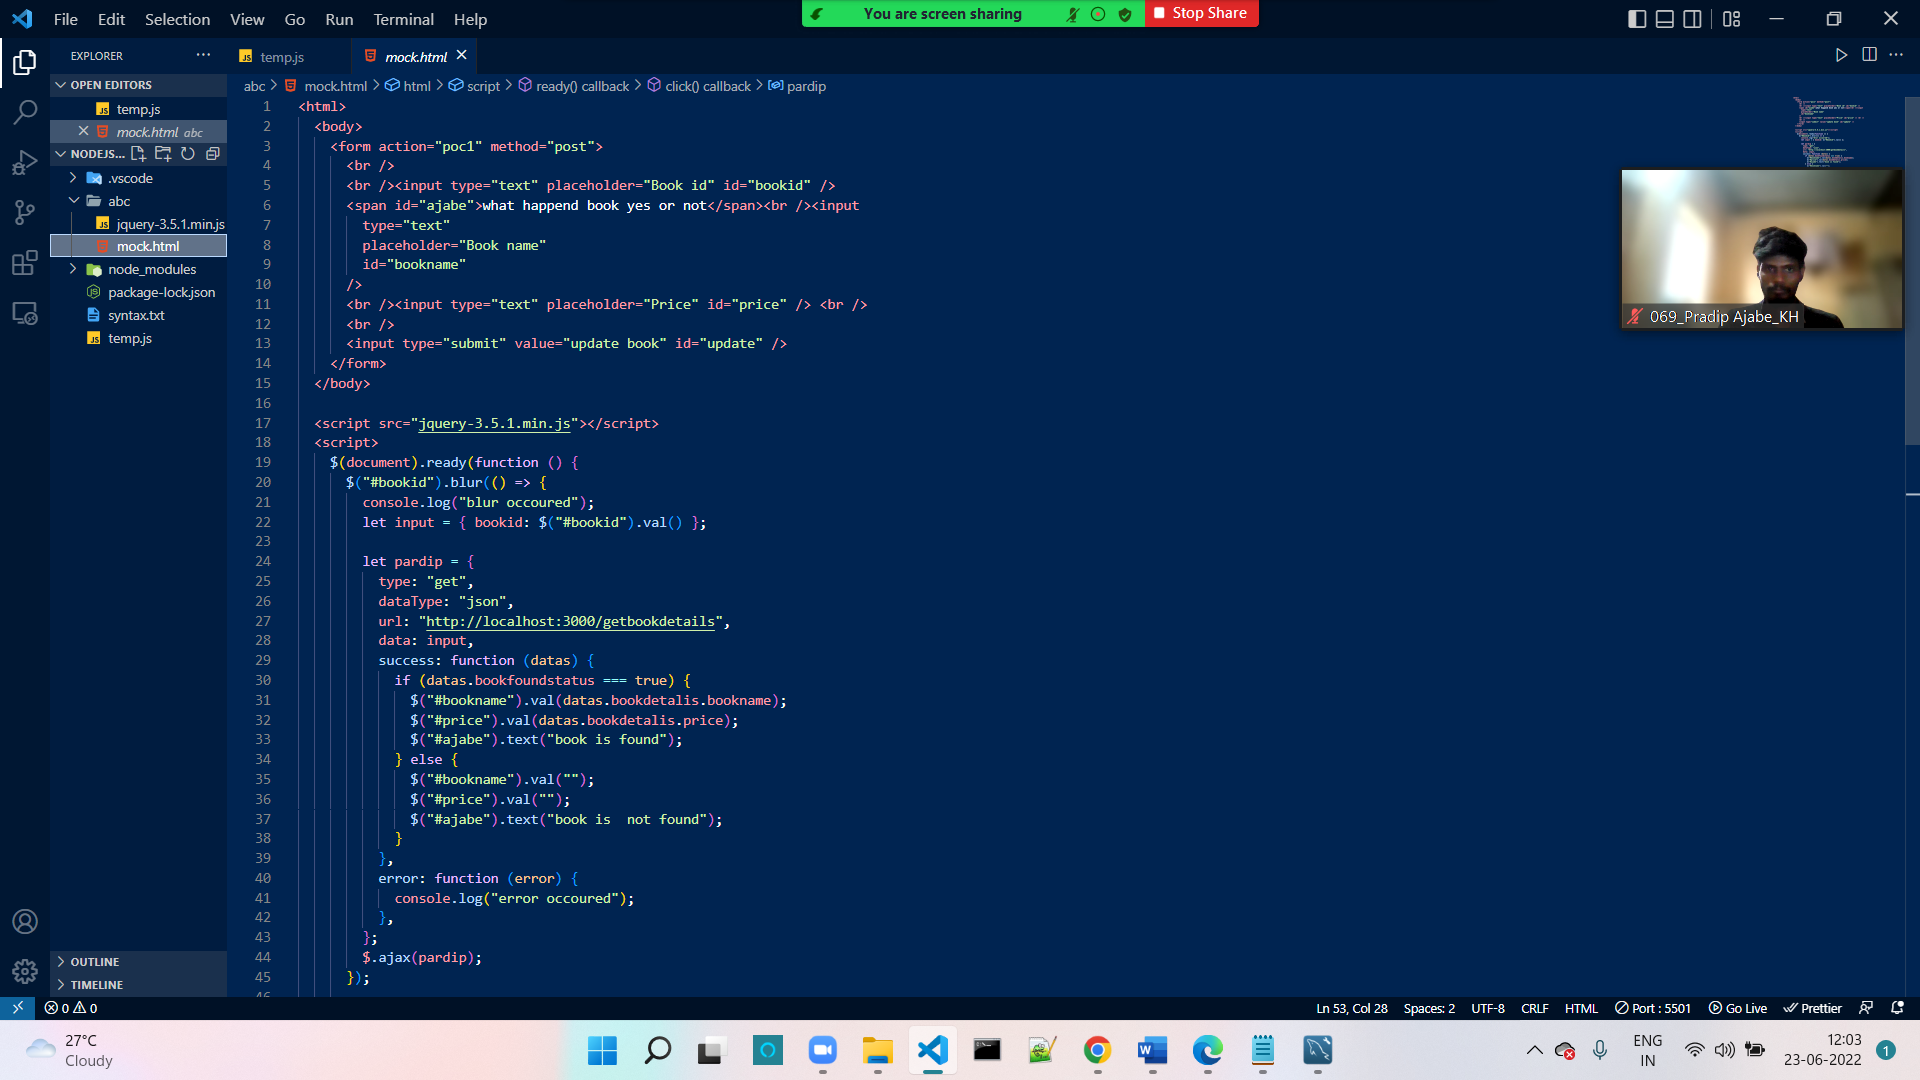 File Edit Selection View Go Run Terminal Help
You are screen sharing
Stop Share
EXPLORER
temp.js
mock.html
OPEN EDITORS
temp.js
mock.html abc
NODEJS...
.vscode
abc
jquery-3.5.1.min.js
mock.html
node_modules
package-lock.json
syntax.txt
temp.js
OUTLINE
TIMELINE
abc > mock.html > html > script > ready() callback > click() callback > pardip
1 <html>
2 <body>
3 <form action="poc1" method="post">
4 <br />
5 <br /><input type="text" placeholder="Book id" id="bookid" />
6 <span id="ajabe">what happend book yes or not</span><br /><input
7 type="text"
8 placeholder="Book name"
9 id="bookname"
10 />
11 <br /><input type="text" placeholder="Price" id="price" /> <br />
12 <br />
13 <input type="submit" value="update book" id="update" />
14 </form>
15 </body>
16
17 <script src="jquery-3.5.1.min.js"></script>
18 <script>
19 $(document).ready(function () {
20 $("#bookid").blur(() => {
21 console.log("blur occoured");
22 let input = { bookid: $("#bookid").val() };
23
24 let pardip = {
25 type: "get",
26 dataType: "json",
27 url: "http://localhost:3000/getbookdetails",
28 data: input,
29 success: function (datas) {
30 if (datas.bookfoundstatus === true) {
31 $("#bookname").val(datas.bookdetalis.bookname);
32 $("#price").val(datas.bookdetalis.price);
33 $("#ajabe").text("book is found");
34 } else {
35 $("#bookname").val("");
36 $("#price").val("");
37 $("#ajabe").text("book is  not found");
38 }
39 },
40 error: function (error) {
41 console.log("error occoured");
42 },
43 };
44 $.ajax(pardip);
45 });
46
069_Pradip Ajabe_KH
0 0
Ln 53, Col 28 Spaces: 2 UTF-8 CRLF HTML Port : 5501 Go Live Prettier
27°C
Cloudy
ENG
IN
12:03
23-06-2022
1